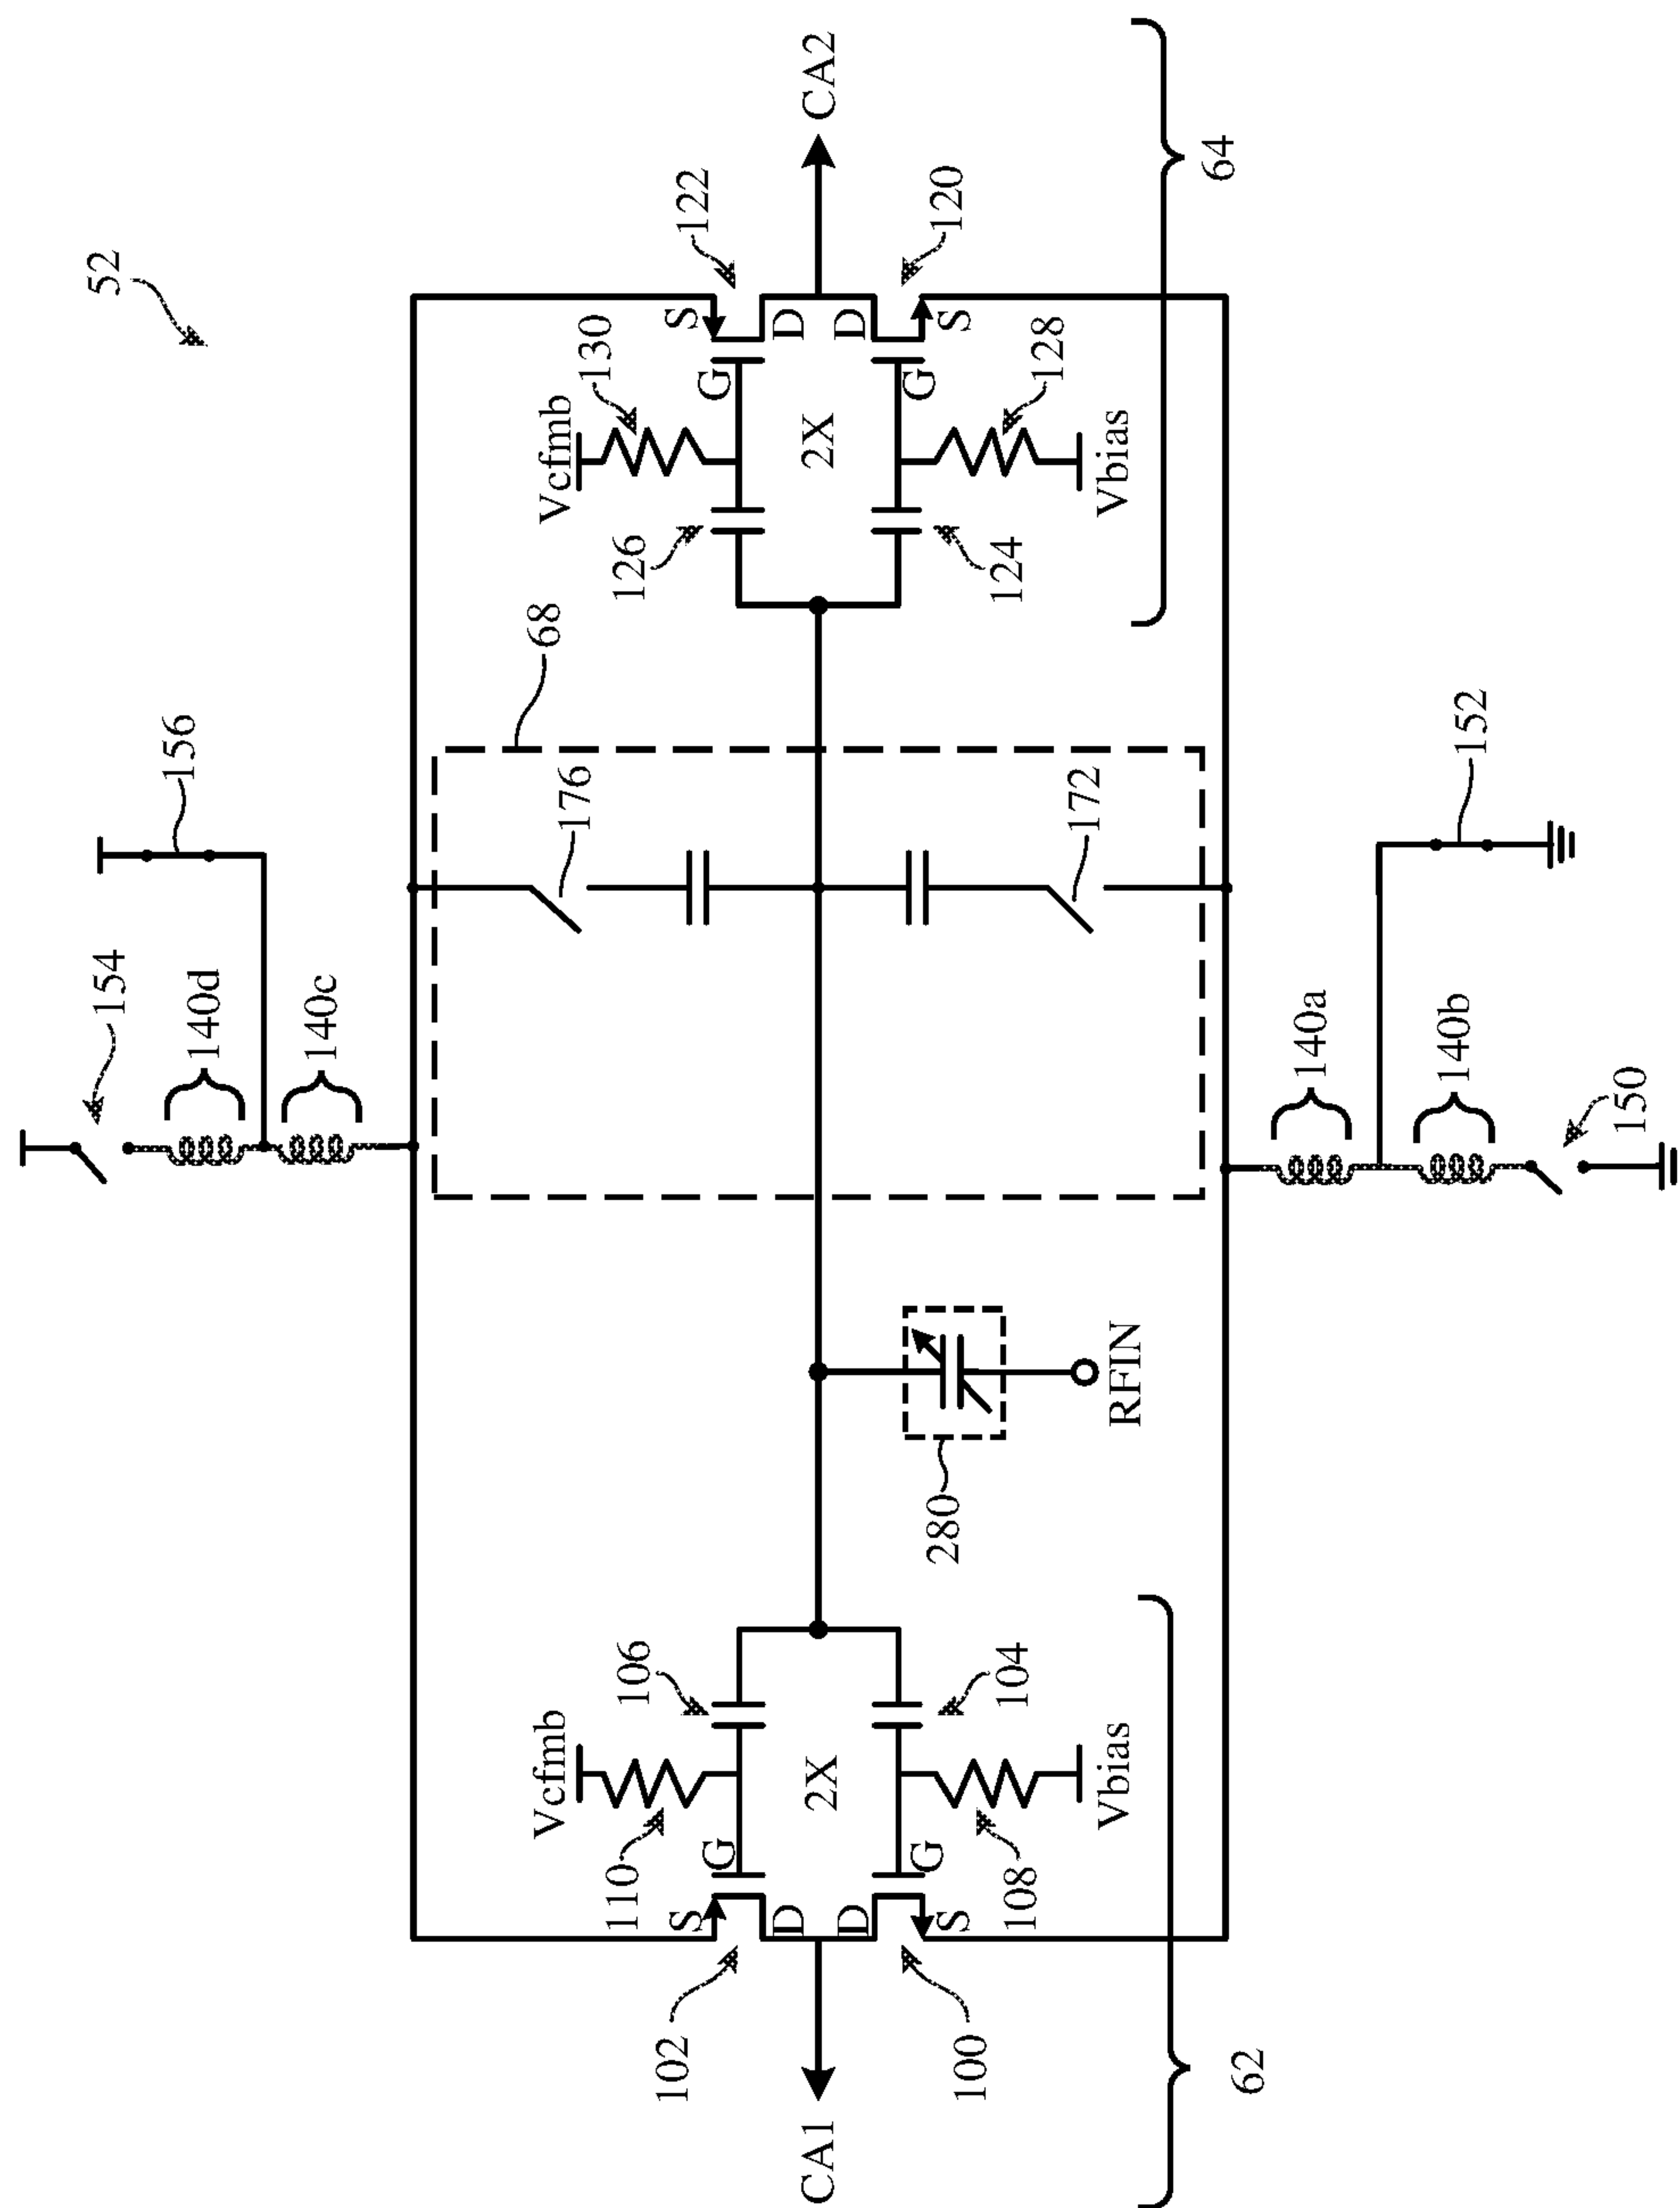 52
154
156
140d
140c
68
176
172
Vcfmb
110
106
102
S
G
D
2X
CA1
D
G
S
100
108
104
Vbias
62
280
RFIN
Vcfmb
130
126
122
S
G
D
2X
CA2
D
G
S
120
128
124
Vbias
64
140a
140b
150
152